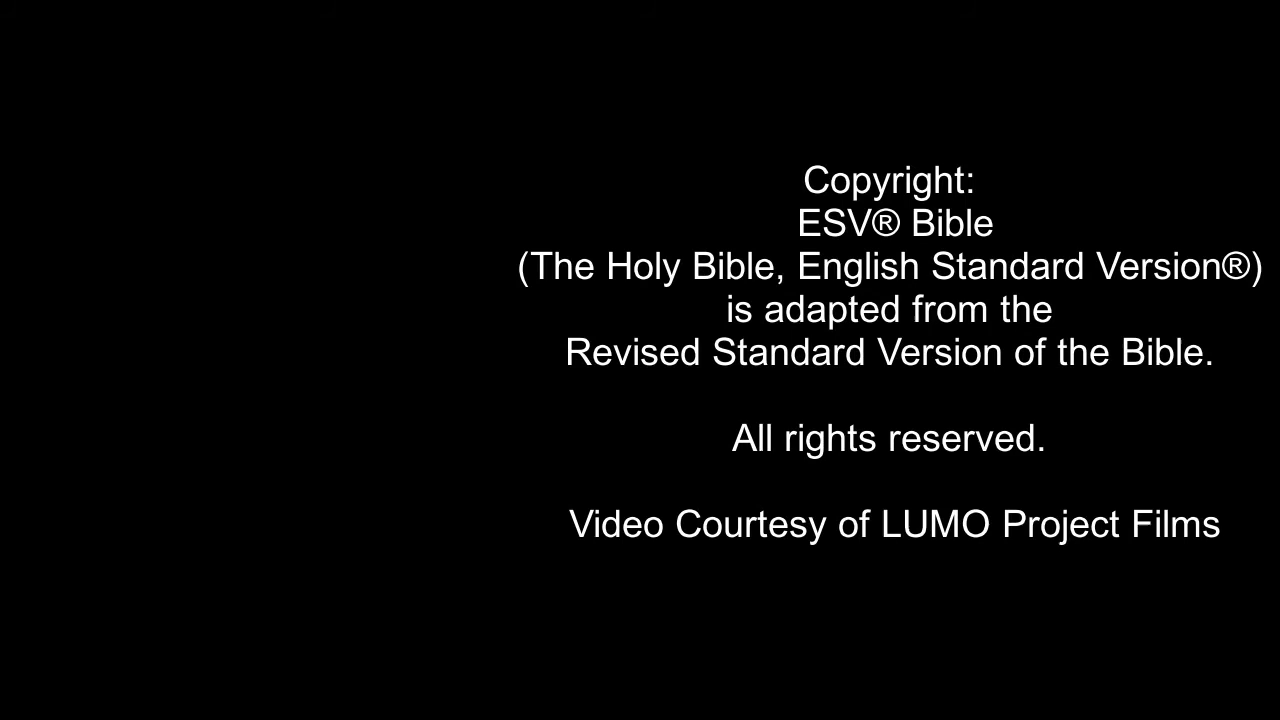 Copyright:
ESV® Bible
(The Holy Bible, English Standard Version®)
is adapted from the
Revised Standard Version of the Bible.
All rights reserved.
Video Courtesy of LUMO Project Films